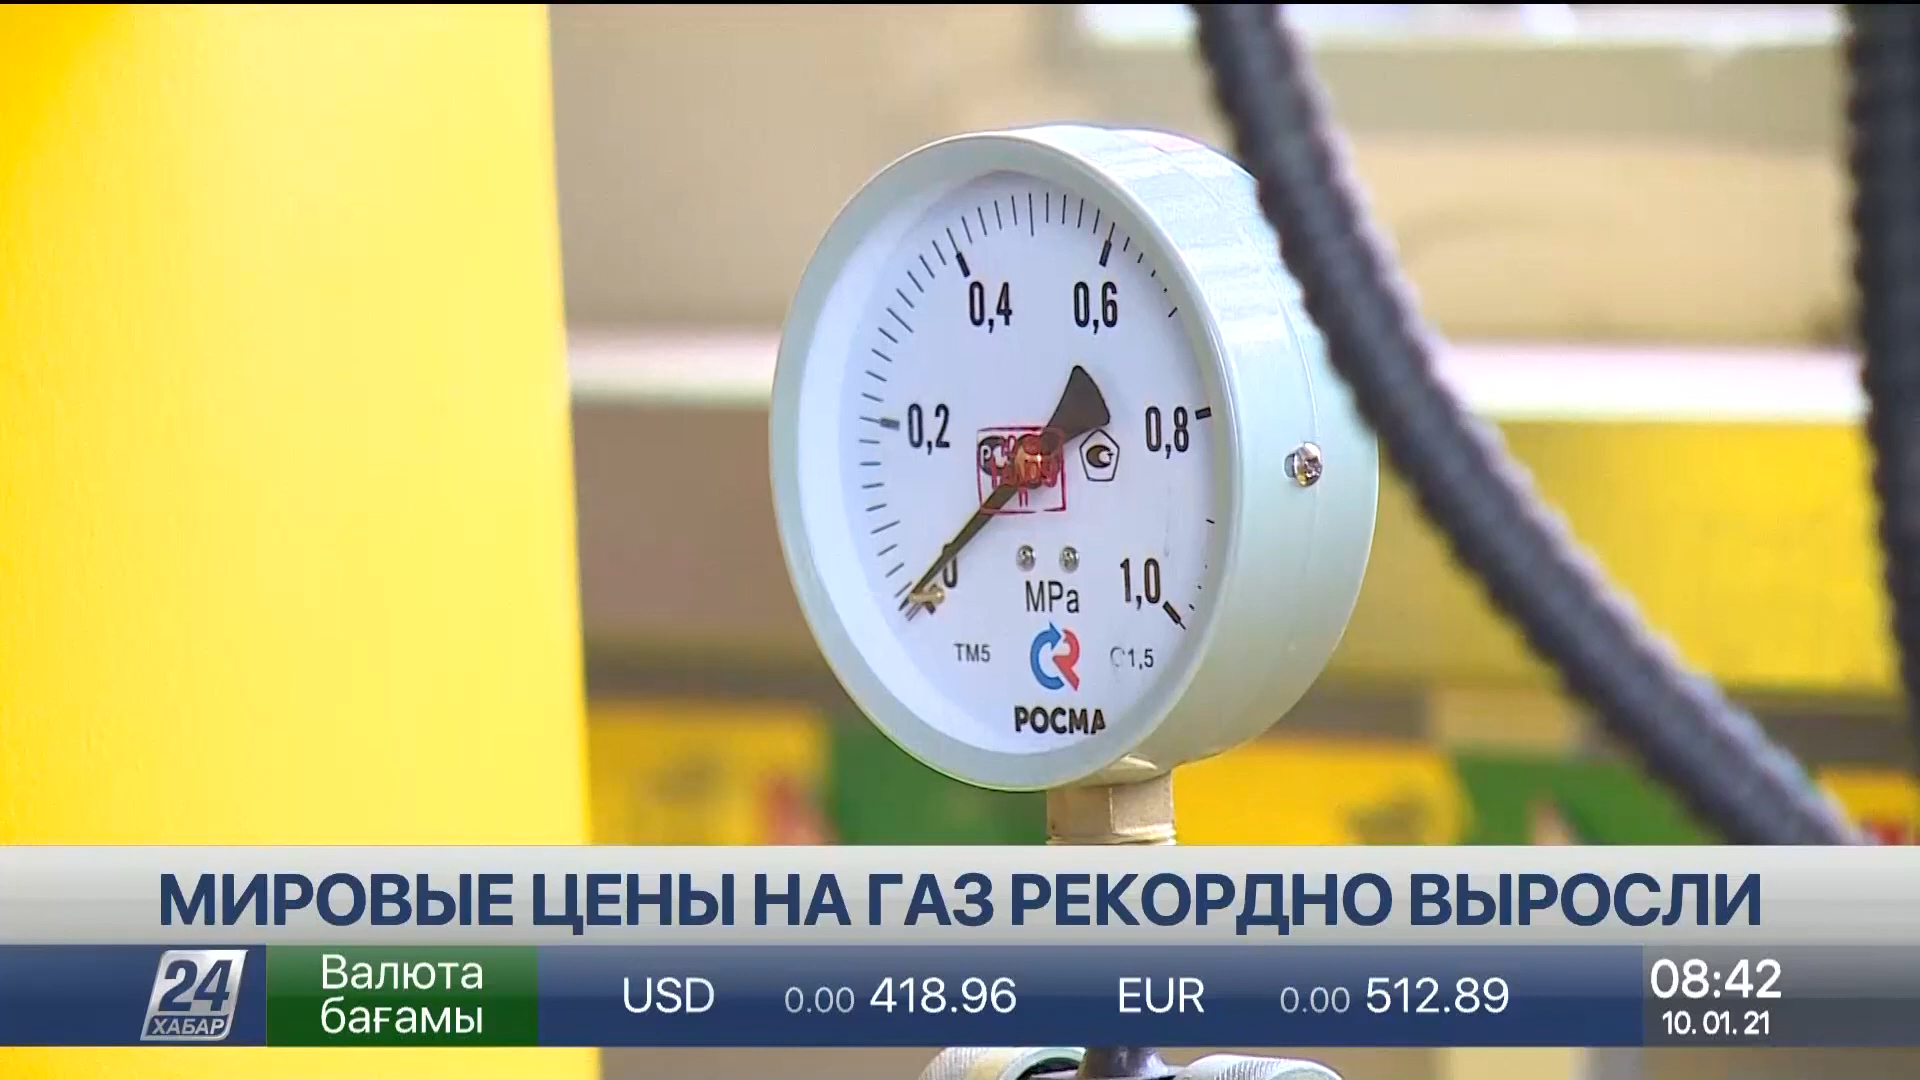 0,4
0,6
0,2
0,8
0
1,0
MPa
TM5
1,5
РОСМА
МИРОВЫЕ ЦЕНЫ НА ГАЗ РЕКОРДНО ВЫРОСЛИ
24
ХАБАР
Валюта
бағамы
USD 0.00 418.96 EUR 0.00 512.89
08:42
10. 01. 21